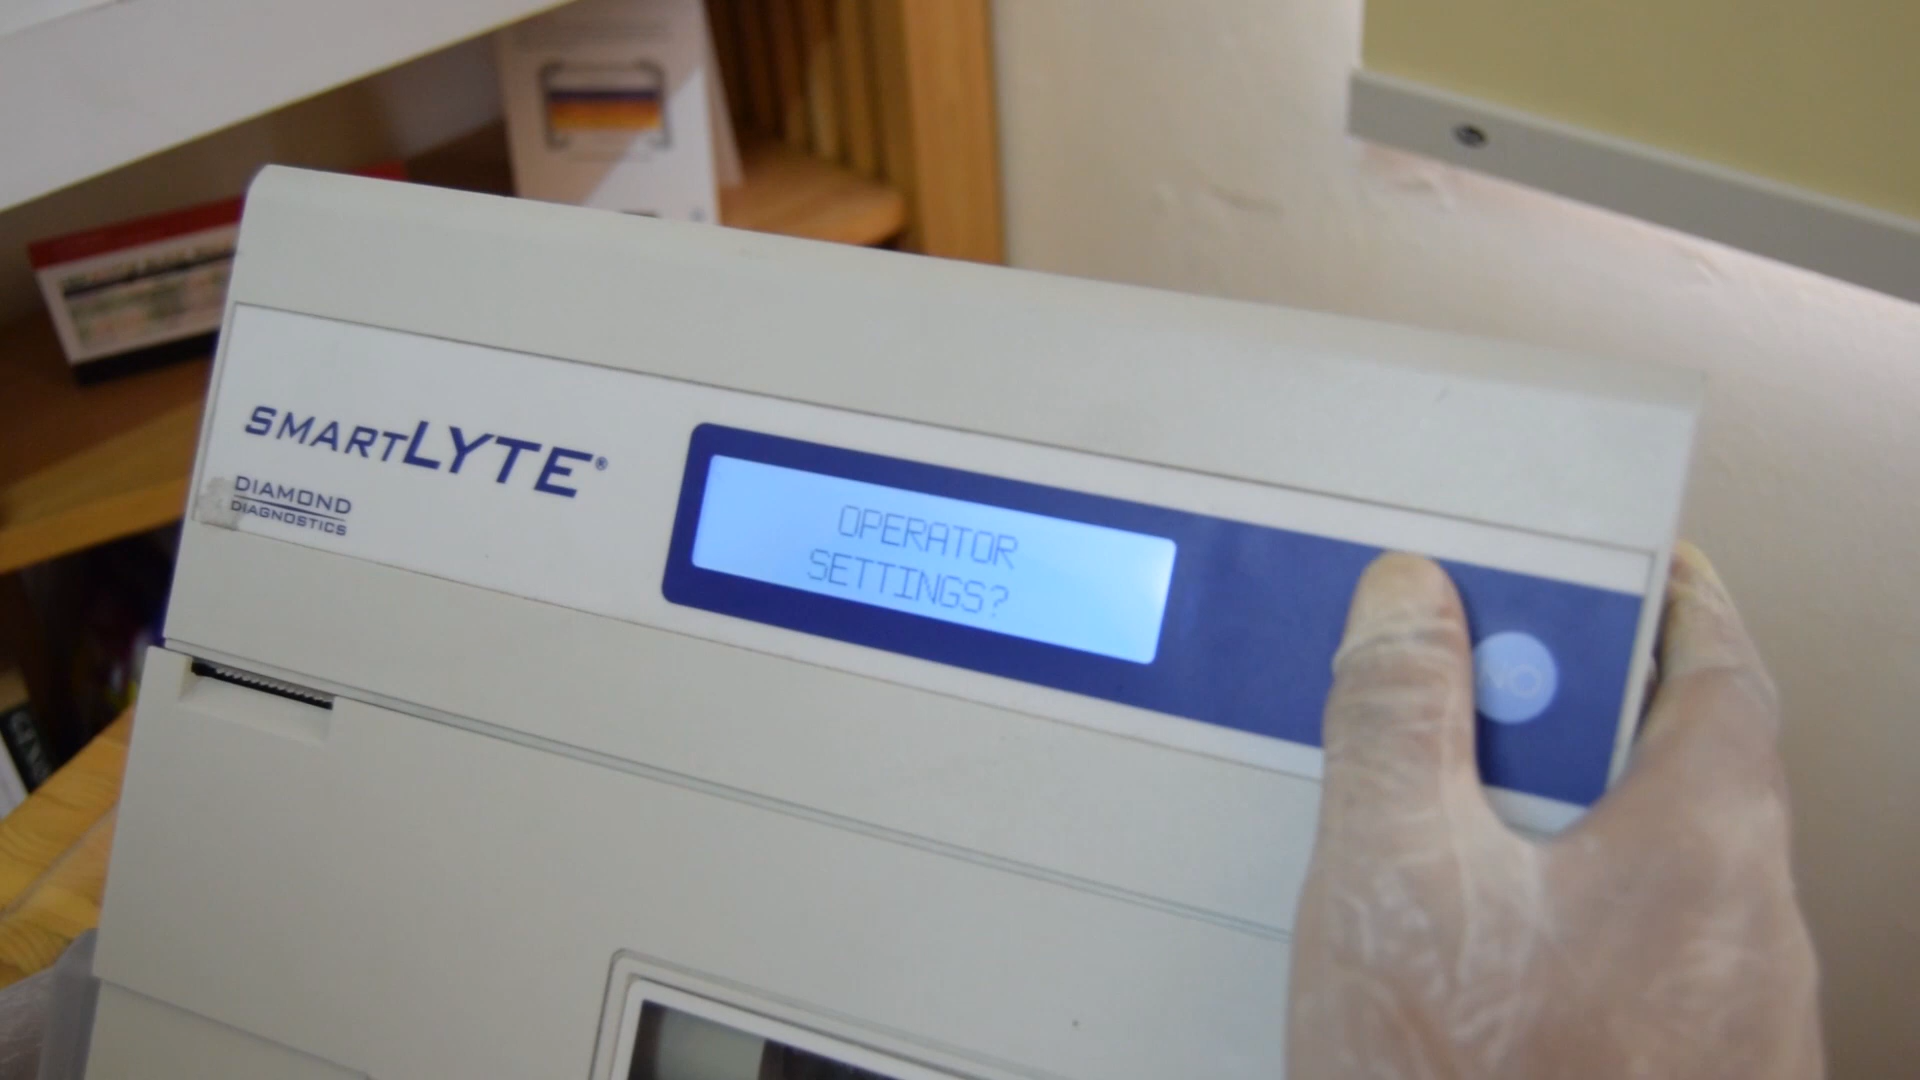 SMARTLYTE®
DIAMOND
DIAGNOSTICS
OPERATOR
SETTINGS?
NO